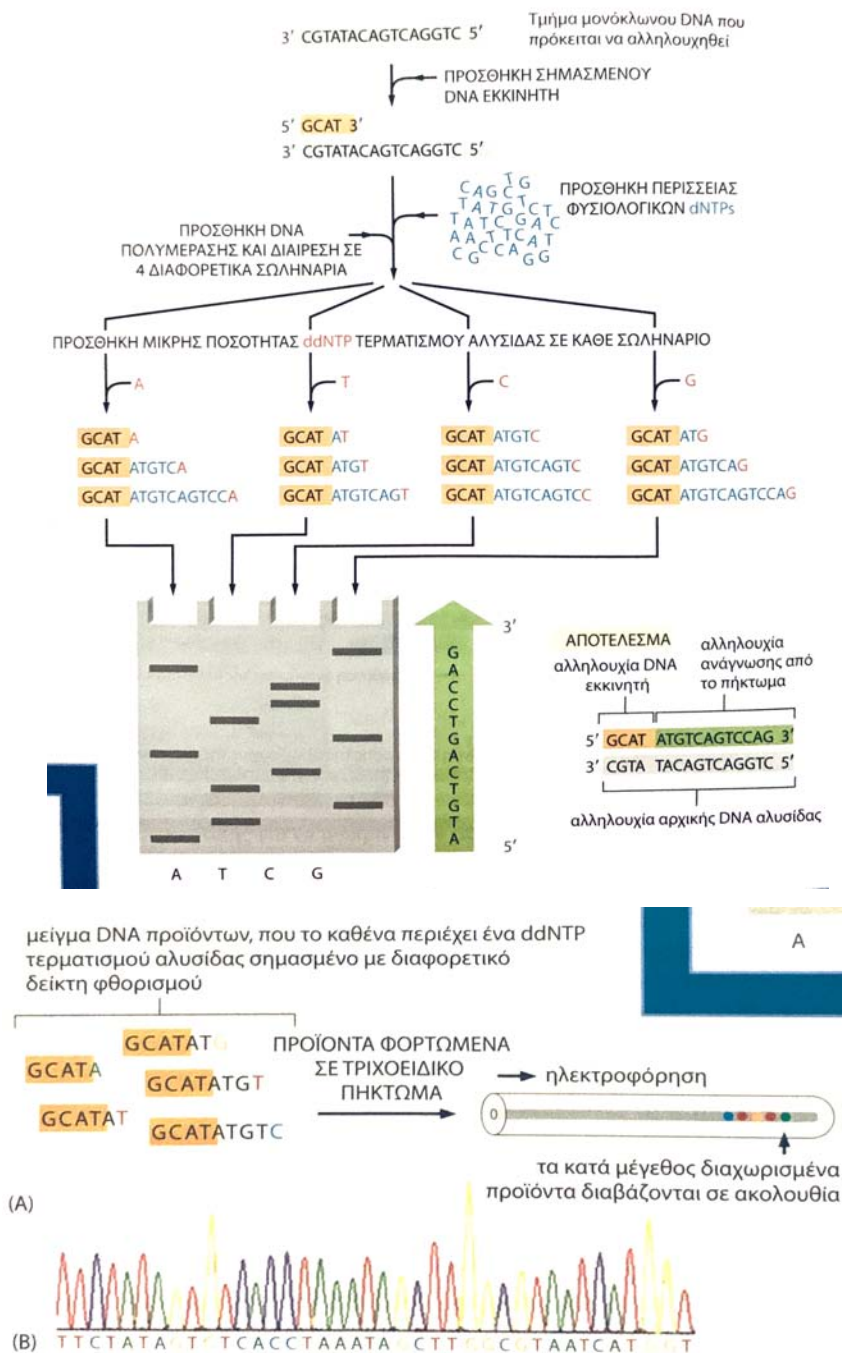 3′ CGTATACAGTCAGGTC 5′
Τμήμα μονόκλωνου DNA που
πρόκειται να αλληλουχηθεί
ΠΡΟΣΘΗΚΗ ΣΗΜΑΣΜΕΝΟΥ
DNA ΕΚΚΙΝΗΤΗ
5′ GCAT 3′
3′ CGTATACAGTCAGGTC 5′
ΠΡΟΣΘΗΚΗ ΠΕΡΙΣΣΕΙΑΣ
ΦΥΣΙΟΛΟΓΙΚΩΝ dNTPs
ΠΡΟΣΘΗΚΗ DNA
ΠΟΛΥΜΕΡΑΣΗΣ ΚΑΙ ΔΙΑΙΡΕΣΗ ΣΕ
4 ΔΙΑΦΟΡΕΤΙΚΑ ΣΩΛΗΝΑΡΙΑ
ΠΡΟΣΘΗΚΗ ΜΙΚΡΗΣ ΠΟΣΟΤΗΤΑΣ ddNTP ΤΕΡΜΑΤΙΣΜΟΥ ΑΛΥΣΙΔΑΣ ΣΕ ΚΑΘΕ ΣΩΛΗΝΑΡΙΟ
A T C G
GCAT A
GCAT ATGTCA
GCAT ATGTCAGTCCA
GCAT AT
GCAT ATGT
GCAT ATGTCAGT
GCAT ATGTC
GCAT ATGTCAGTC
GCAT ATGTCAGTCC
GCAT ATG
GCAT ATGTCAG
GCAT ATGTCAGTCCAG
3′
GACCTGACTGTA
5′
A T C G
ΑΠΟΤΕΛΕΣΜΑ
αλληλουχία DNA
εκκινητή
αλληλουχία
ανάγνωσης από
το πήκτωμα
5′ GCAT ATGTCAGTCCAG 3′
3′ CGTA TACAGTCAGGTC 5′
αλληλουχία αρχικής DNA αλυσίδας
A
μείγμα DNA προϊόντων, που το καθένα περιέχει ένα ddNTP
τερματισμού αλυσίδας σημασμένο με διαφορετικό
δείκτη φθορισμού
GCATATG
GCATA
GCATATGT
GCATAT
GCATATGTC
ΠΡΟΪΟΝΤΑ ΦΟΡΤΩΜΕΝΑ
ΣΕ ΤΡΙΧΟΕΙΔΙΚΟ
ΠΗΚΤΩΜΑ
ηλεκτροφόρηση
τα κατά μέγεθος διαχωρισμένα
προϊόντα διαβάζονται σε ακολουθία
(A)
(B) TTCTATAGTGTCACCTAAATAGCTTGGCGTAATCATGGT